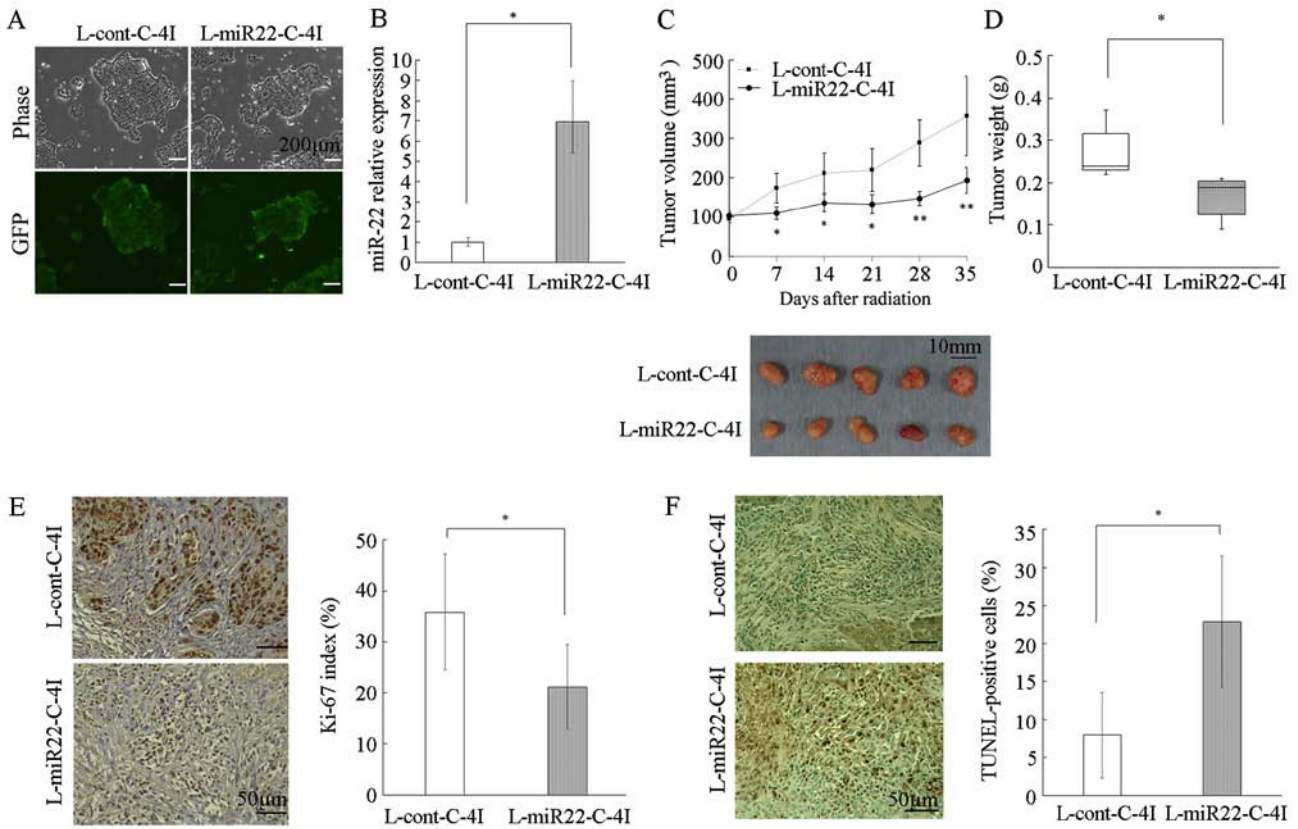 A
L-cont-C-4I L-miR22-C-4I
Phase
200μm
GFP
B
*
miR-22 relative expression
10
9
8
7
6
5
4
3
2
1
0
L-cont-C-4I L-miR22-C-4I
C
L-cont-C-4I
L-miR22-C-4I
Tumor volume (mm³)
500
400
300
200
100
0
* * * ** **
0 7 14 21 28 35
Days after radiation
D
*
Tumor weight (g)
0.5
0.4
0.3
0.2
0.1
0
L-cont-C-4I L-miR22-C-4I
10mm
L-cont-C-4I
L-miR22-C-4I
E
L-cont-C-4I
L-miR22-C-4I
50μm
*
Ki-67 index (%)
50
40
30
20
10
0
L-cont-C-4I L-miR22-C-4I
F
L-cont-C-4I
L-miR22-C-4I
50μm
*
TUNEL-positive cells (%)
35
30
25
20
15
10
5
0
L-cont-C-4I L-miR22-C-4I